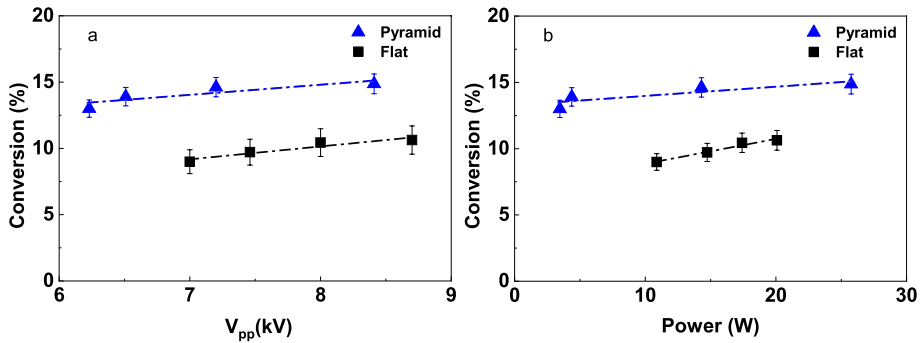 a
Pyramid
Flat
Conversion (%)
20
15
10
5
0
6
7
8
9
Vpp(kV)
b
Pyramid
Flat
Conversion (%)
20
15
10
5
0
0
10
20
30
Power (W)